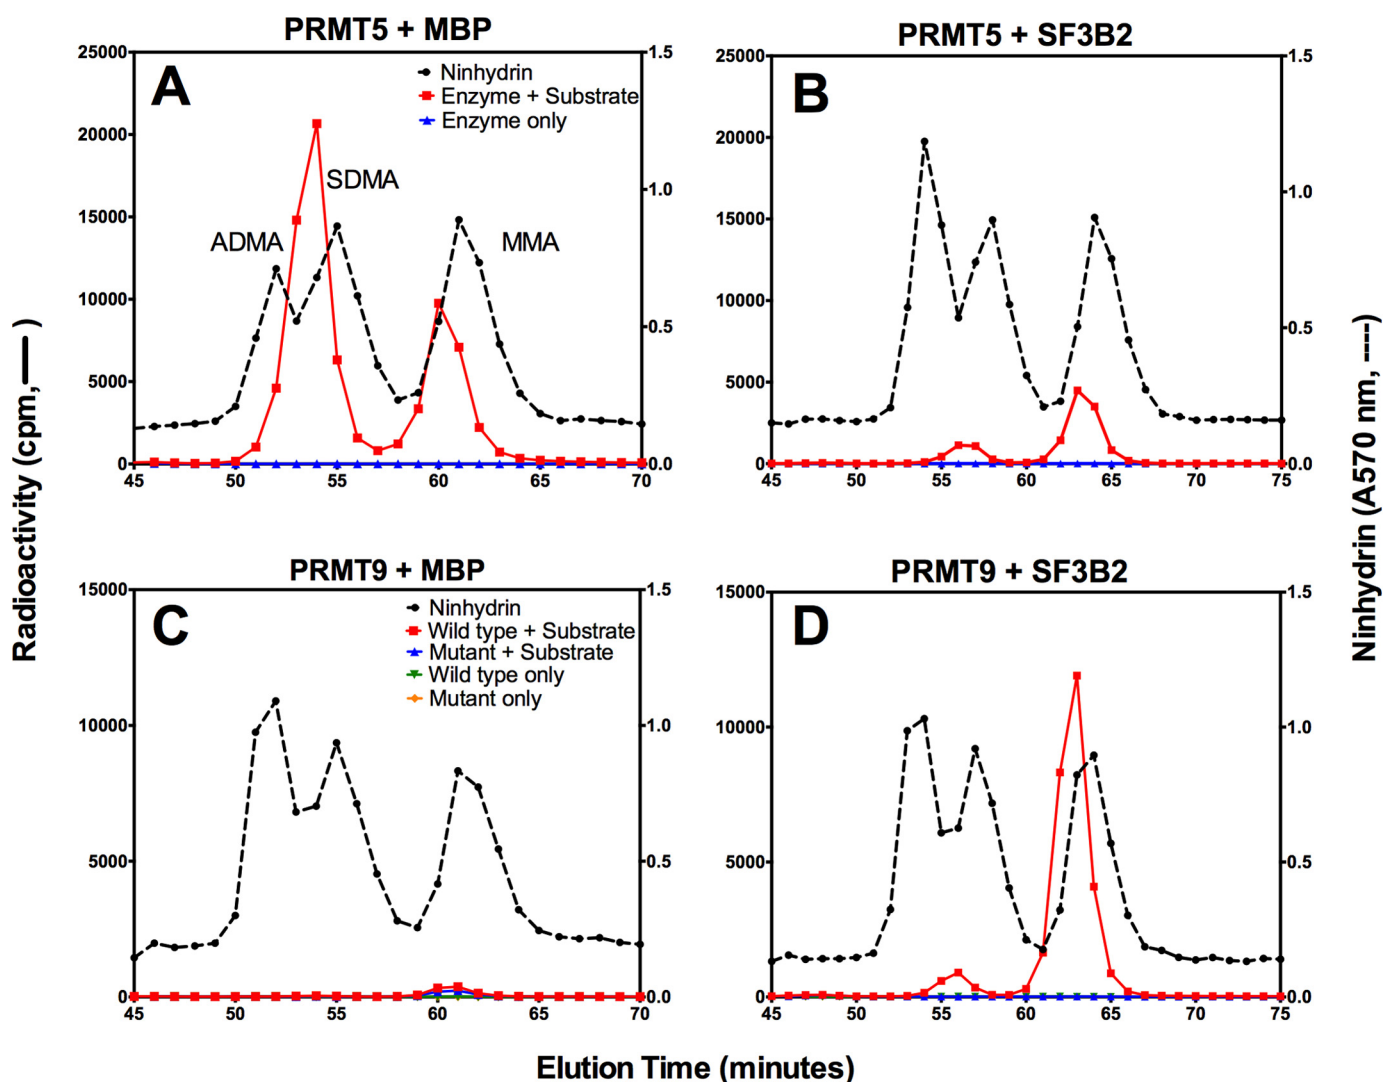 PRMT5 + MBP
A
Ninhydrin
Enzyme + Substrate
Enzyme only
ADMA
SDMA
MMA
25000
20000
15000
10000
5000
0
1.5
1.0
0.5
0.0
45 50 55 60 65 70
PRMT5 + SF3B2
B
25000
20000
15000
10000
5000
0
1.5
1.0
0.5
0.0
45 50 55 60 65 70 75
PRMT9 + MBP
C
Ninhydrin
Wild type + Substrate
Mutant + Substrate
Wild type only
Mutant only
15000
10000
5000
0
1.5
1.0
0.5
0.0
45 50 55 60 65 70
PRMT9 + SF3B2
D
15000
10000
5000
0
1.5
1.0
0.5
0.0
45 50 55 60 65 70 75
Radioactivity (cpm, —)
Ninhydrin (A570 nm, ----)
Elution Time (minutes)